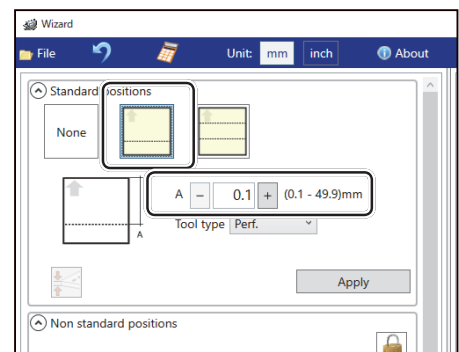 Wizard
File Unit: mm inch About
Standard positions
None
A − 0.1 + (0.1 - 49.9)mm
A
Tool type Perf.
Apply
Non standard positions